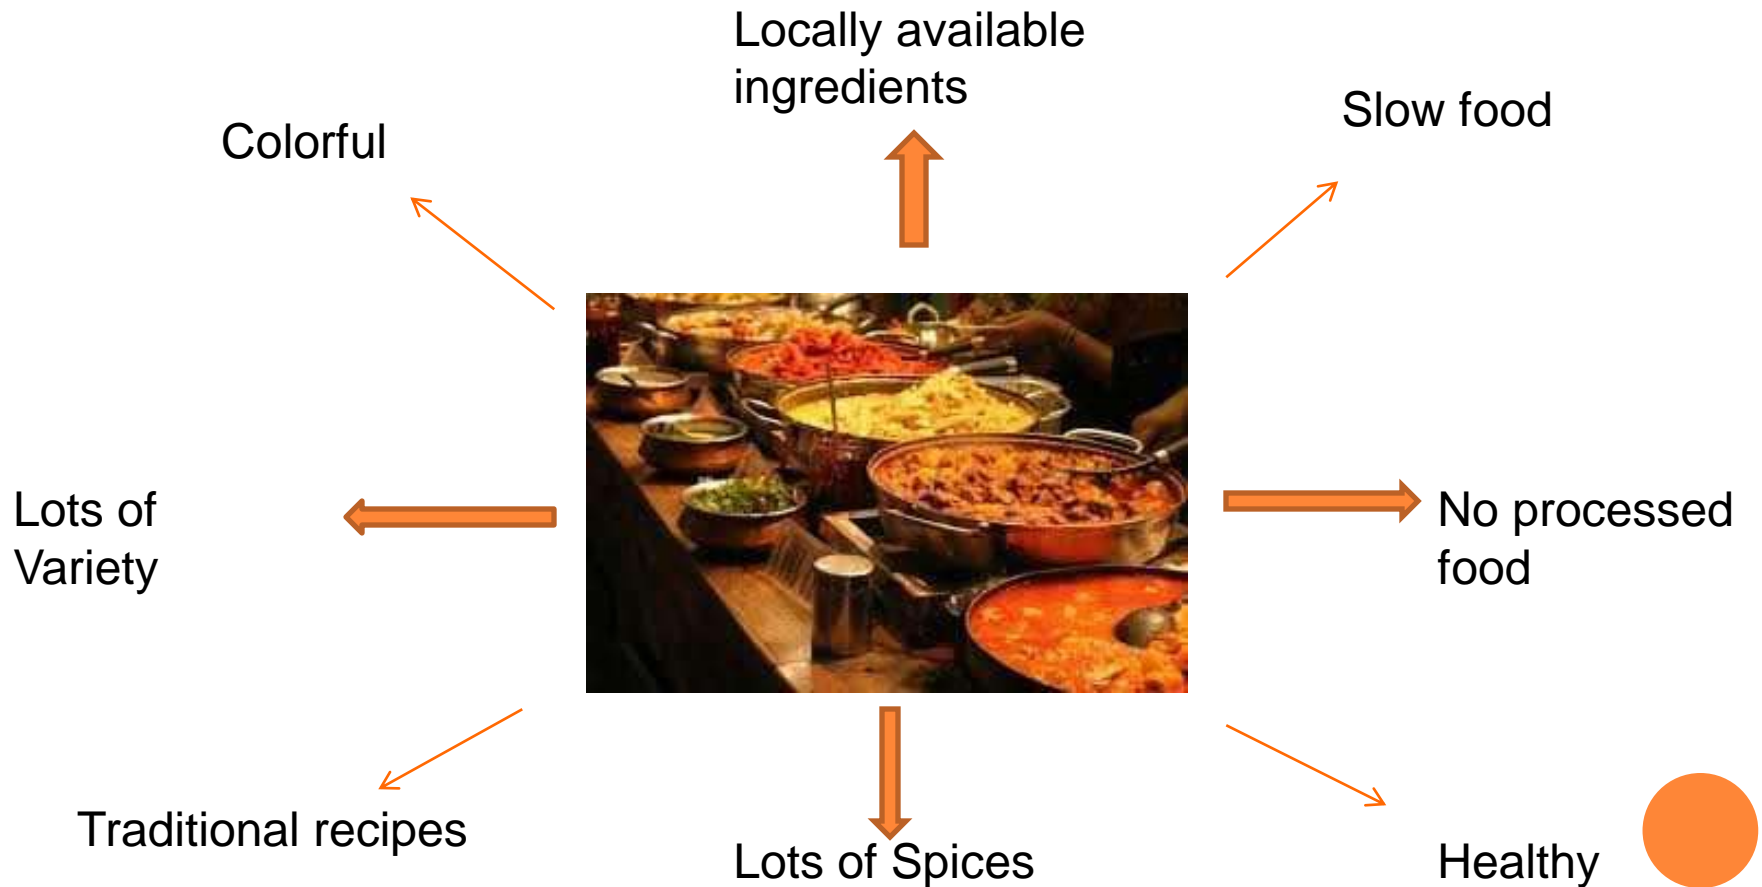 Locally available
ingredients
Slow food
Colorful
Lots of
Variety
No processed
food
Traditional recipes
Lots of Spices
Healthy